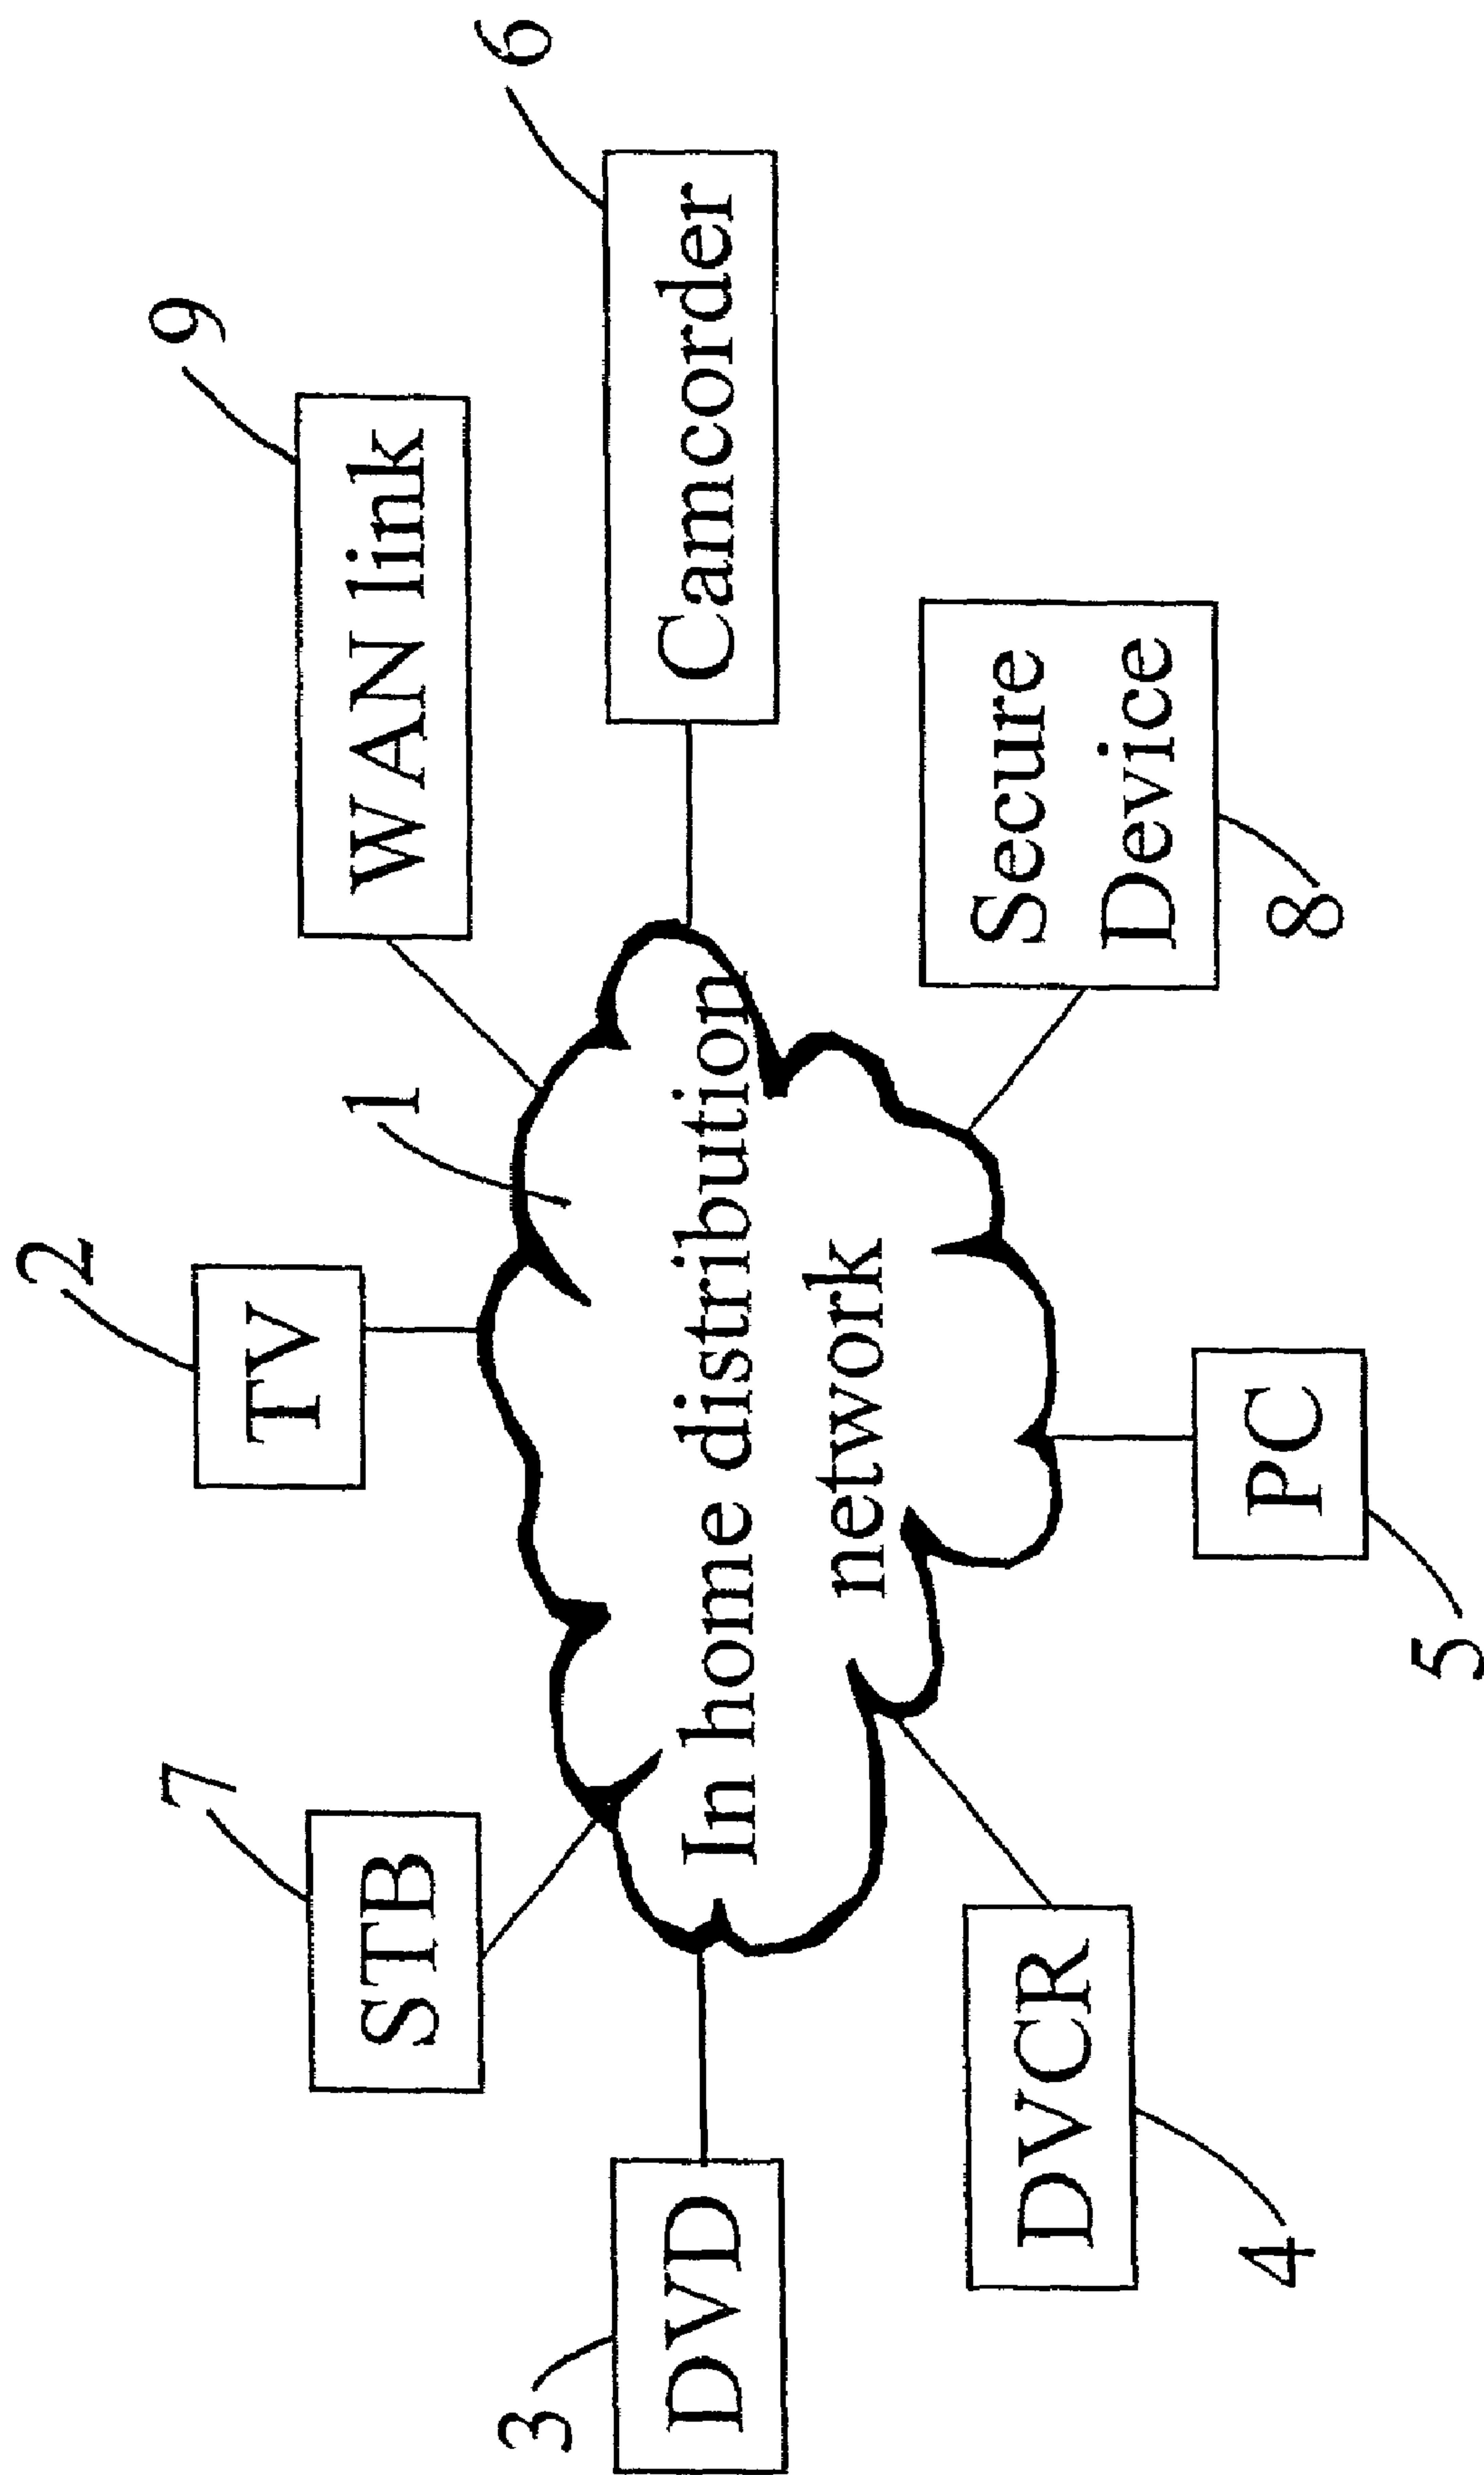 2
TV
7
STB
9
WAN link
1
6
Camcorder
3
DVD
In home distribution
network
Secure
Device
8
DVCR
4
PC
5